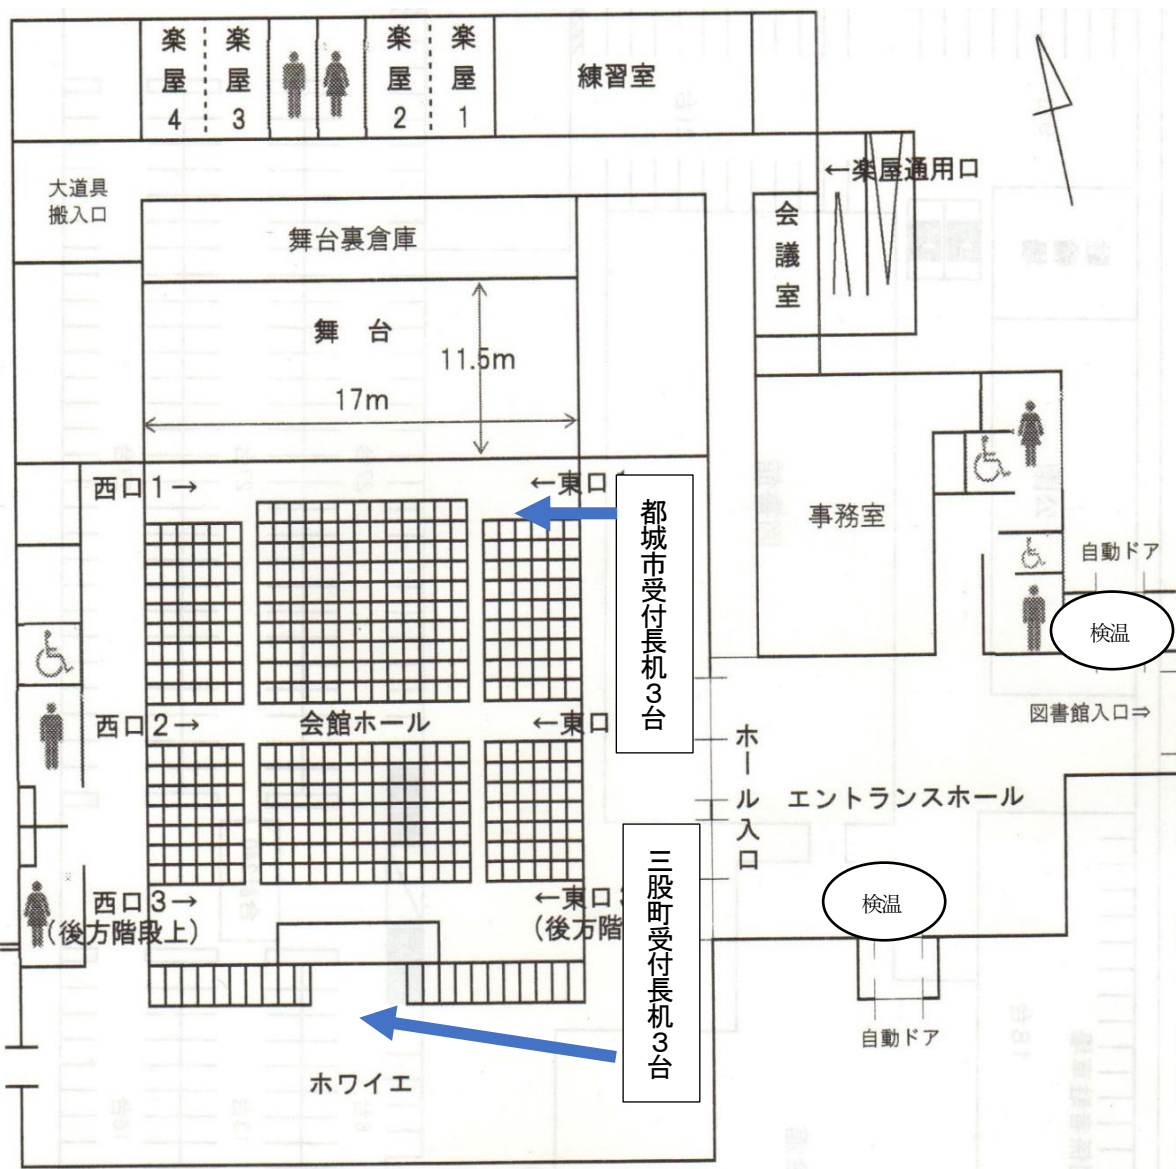 楽屋4
楽屋3
楽屋2
楽屋1
練習室
大道具
搬入口
←楽屋通用口
会議室
舞台裏倉庫
舞台
11.5m
17m
西口1→
←東口
都城市受付長机3台
事務室
自動ドア
検温
西口2→
会館ホール
←東口
図書館入口⇒
ホール入口
エントランスホール
三股町受付長机3台
検温
西口3→
(後方階段上)
←東口3
(後方階
自動ドア
ホワイエ